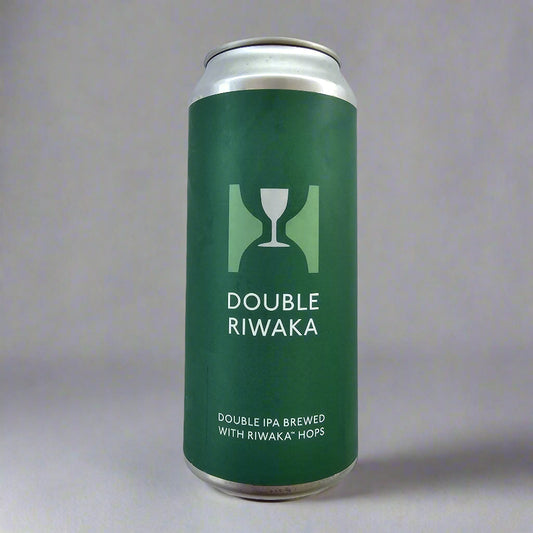 DOUBLE
RIWAKA
DOUBLE IPA BREWED
WITH RIWAKA™ HOPS